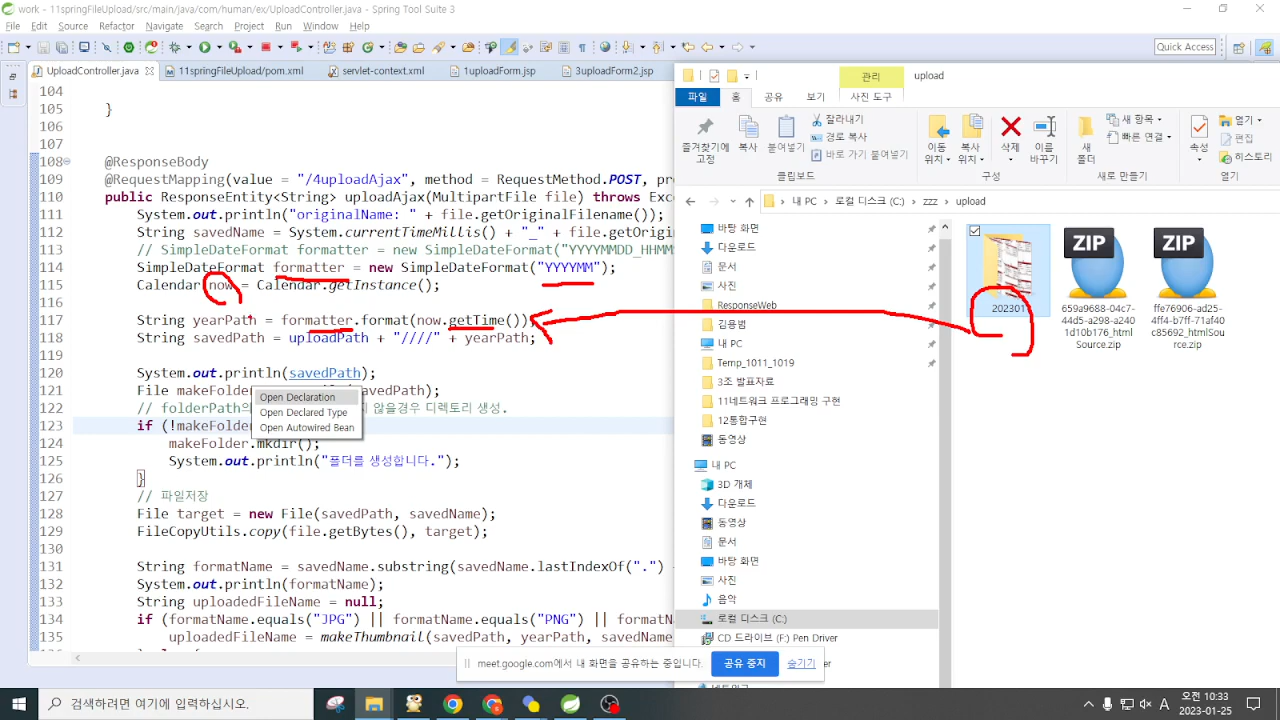 work - 11springFileUpload/src/main/java/com/human/ex/UploadController.java - Spring Tool Suite 3
File Edit Source Refactor Navigate Search Project Run Window Help
Quick Access
UploadController.java 11springFileUpload/pom.xml servlet-context.xml 1uploadForm.jsp 3uploadForm2.jsp
104
105 }
106
107
108 @ResponseBody
109 @RequestMapping(value = "/4uploadAjax", method = RequestMethod.POST, pr
110 public ResponseEntity<String> uploadAjax(MultipartFile file) throws Exce
111 System.out.println("originalName: " + file.getOriginalFilename());
112 String savedName = System.currentTimeMillis() + "_" + file.getOrigi
113 // SimpleDateFormat formatter = new SimpleDateFormat("YYYYMMDD_HHMM
114 SimpleDateFormat formatter = new SimpleDateFormat("YYYYMM");
115 Calendar now = Calendar.getInstance();
116
117 String yearPath = formatter.format(now.getTime());
118 String savedPath = uploadPath + "////" + yearPath;
119
120 System.out.println(savedPath);
121 File makeFolder savedPath);
122 // folderPath의 않을경우 디렉토리 생성.
123 if (!makeFolder
124 makeFolder.mkdir();
125 System.out.println("폴더를 생성합니다.");
126 }
127 // 파일저장
128 File target = new File(savedPath, savedName);
129 FileCopyUtils.copy(file.getBytes(), target);
130
131 String formatName = savedName.substring(savedName.lastIndexOf(".")
132 System.out.println(formatName);
133 String uploadedFileName = null;
134 if (formatName.equals("JPG") || formatName.equals("PNG") || formatN
135 uploadedFileName = makeThumbnail(savedPath, yearPath, savedName
Open Declaration
Open Declared Type
Open Autowired Bean
관리 upload
파일 홈 공유 보기 사진 도구
즐겨찾기에 고정
복사
붙여넣기
잘라내기
경로 복사
바로 가기 붙여넣기
클립보드
이동 위치
복사 위치
삭제
이름 바꾸기
구성
새 폴더
새 항목
빠른 연결
새로 만들기
속성
열기
편집
히스토리
열기
내 PC 로컬 디스크 (C:) zzz upload
바탕 화면
다운로드
문서
사진
ResponseWeb
김용범
내 PC
Temp_1011_1019
3조 발표자료
11네트워크 프로그래밍 구현
12통합구현
동영상
내 PC
3D 개체
다운로드
동영상
문서
바탕 화면
사진
음악
로컬 디스크 (C:)
CD 드라이브 (F:) Pen Driver
202301
ZIP
659a9688-04c7-
44d5-a298-a240
1d10b176_html
Source.zip
ZIP
ffe76906-ad25-
4ff4-b7ff-71af40
c85692_htmlSou
rce.zip
meet.google.com에서 내 화면을 공유하는 중입니다. 공유 중지 숨기기
검색하려면 여기에 입력하십시오.
A 오전 10:33
2023-01-25